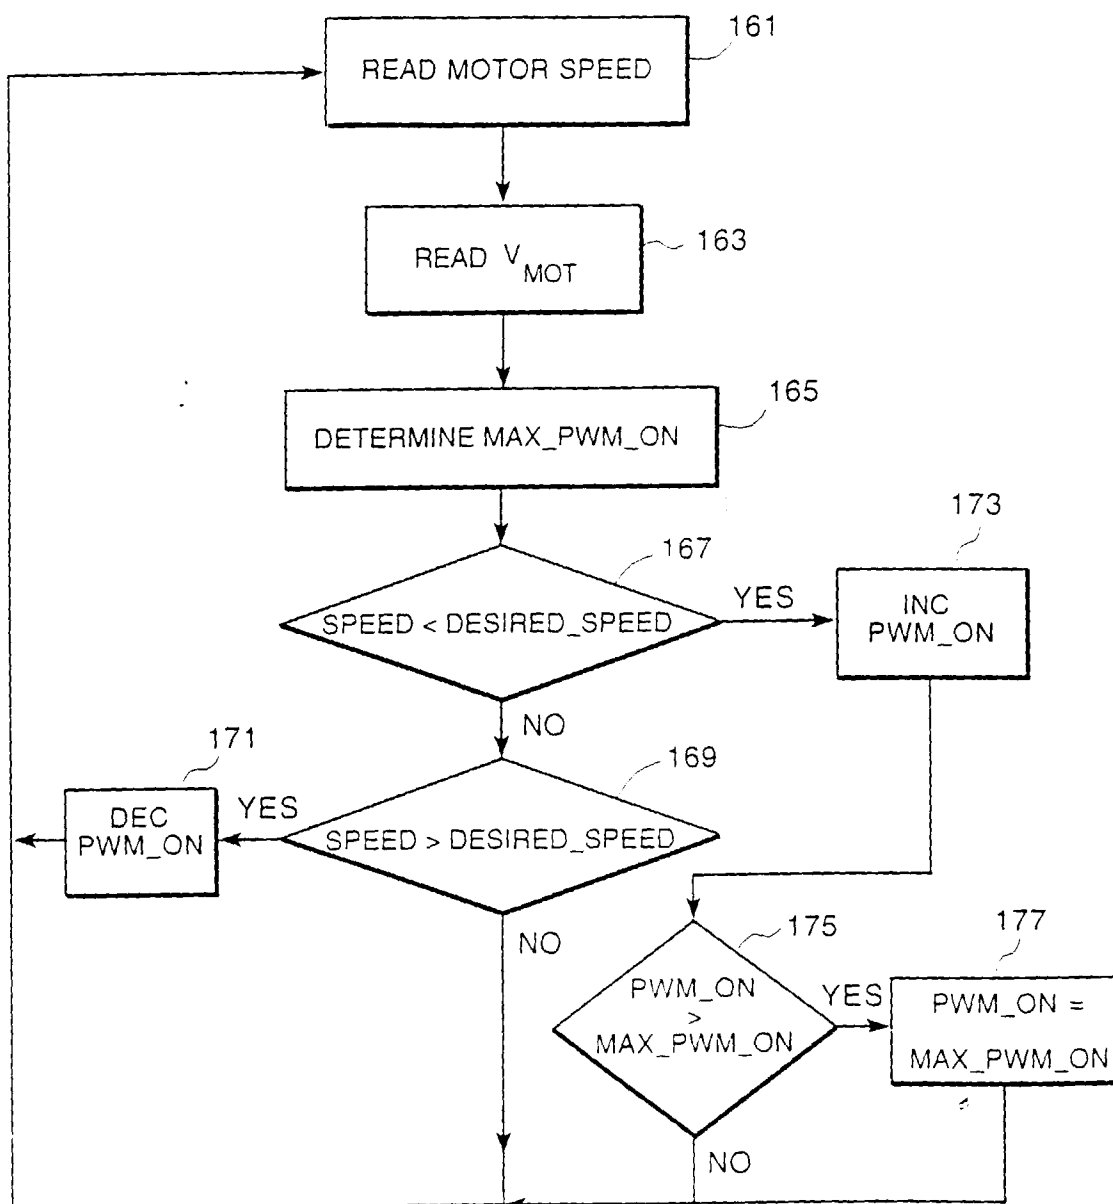 161
READ MOTOR SPEED
163
READ V_MOT
165
DETERMINE MAX_PWM_ON
167
173
SPEED < DESIRED_SPEED
YES
INC
PWM_ON
NO
171
169
DEC
PWM_ON
YES
SPEED > DESIRED_SPEED
NO
175
177
PWM_ON
>
MAX_PWM_ON
YES
PWM_ON =
MAX_PWM_ON
NO